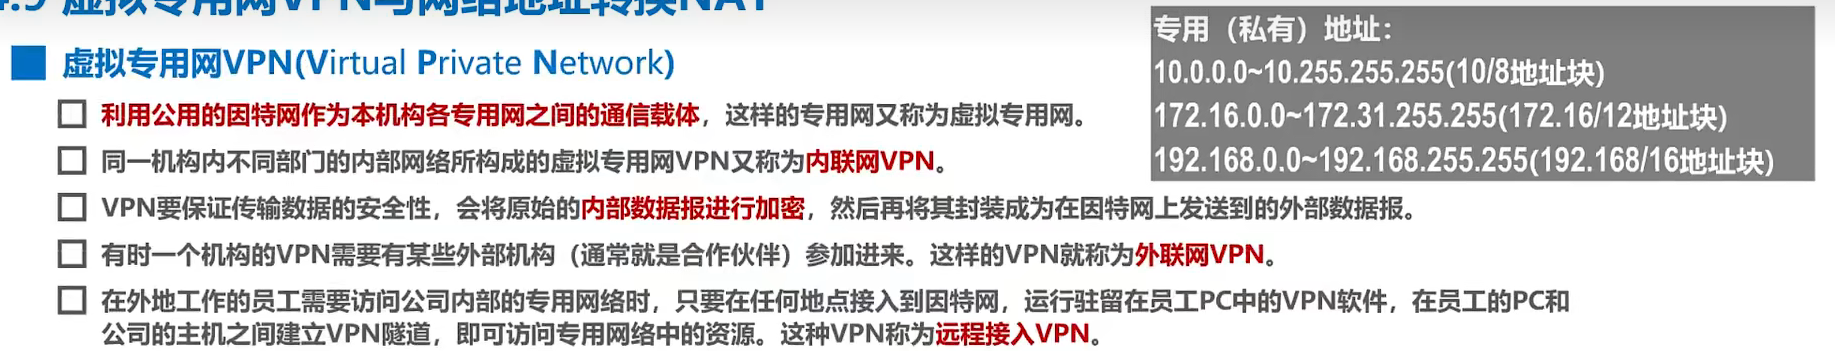 4.9 虚拟专用网VPN与网络地址转换NAT
虚拟专用网VPN(Virtual Private Network)
利用公用的因特网作为本机构各专用网之间的通信载体，这样的专用网又称为虚拟专用网。
同一机构内不同部门的内部网络所构成的虚拟专用网VPN又称为内联网VPN。
VPN要保证传输数据的安全性，会将原始的内部数据报进行加密，然后再将其封装成为在因特网上发送到的外部数据报。
有时一个机构的VPN需要有某些外部机构（通常就是合作伙伴）参加进来。这样的VPN就称为外联网VPN。
在外地工作的员工需要访问公司内部的专用网络时，只要在任何地点接入到因特网，运行驻留在员工PC中的VPN软件，在员工的PC和
公司的主机之间建立VPN隧道，即可访问专用网络中的资源。这种VPN称为远程接入VPN。
专用（私有）地址：
10.0.0.0~10.255.255.255(10/8地址块)
172.16.0.0~172.31.255.255(172.16/12地址块)
192.168.0.0~192.168.255.255(192.168/16地址块)